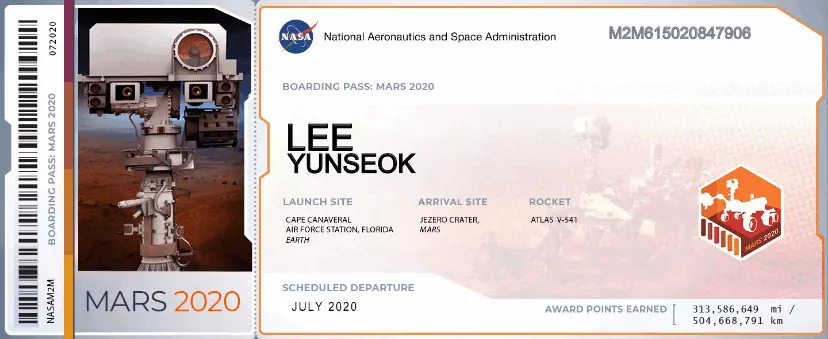 072020
BOARDING PASS: MARS 2020
NASAM2M
MARS 2020
NASA
National Aeronautics and Space Administration
M2M615020847906
BOARDING PASS: MARS 2020
LEE
YUNSEOK
LAUNCH SITE
CAPE CANAVERAL
AIR FORCE STATION, FLORIDA
EARTH
ARRIVAL SITE
JEZERO CRATER,
MARS
ROCKET
ATLAS V-541
MARS 2020
SCHEDULED DEPARTURE
JULY 2020
AWARD POINTS EARNED
313,586,649 mi /
504,668,791 km